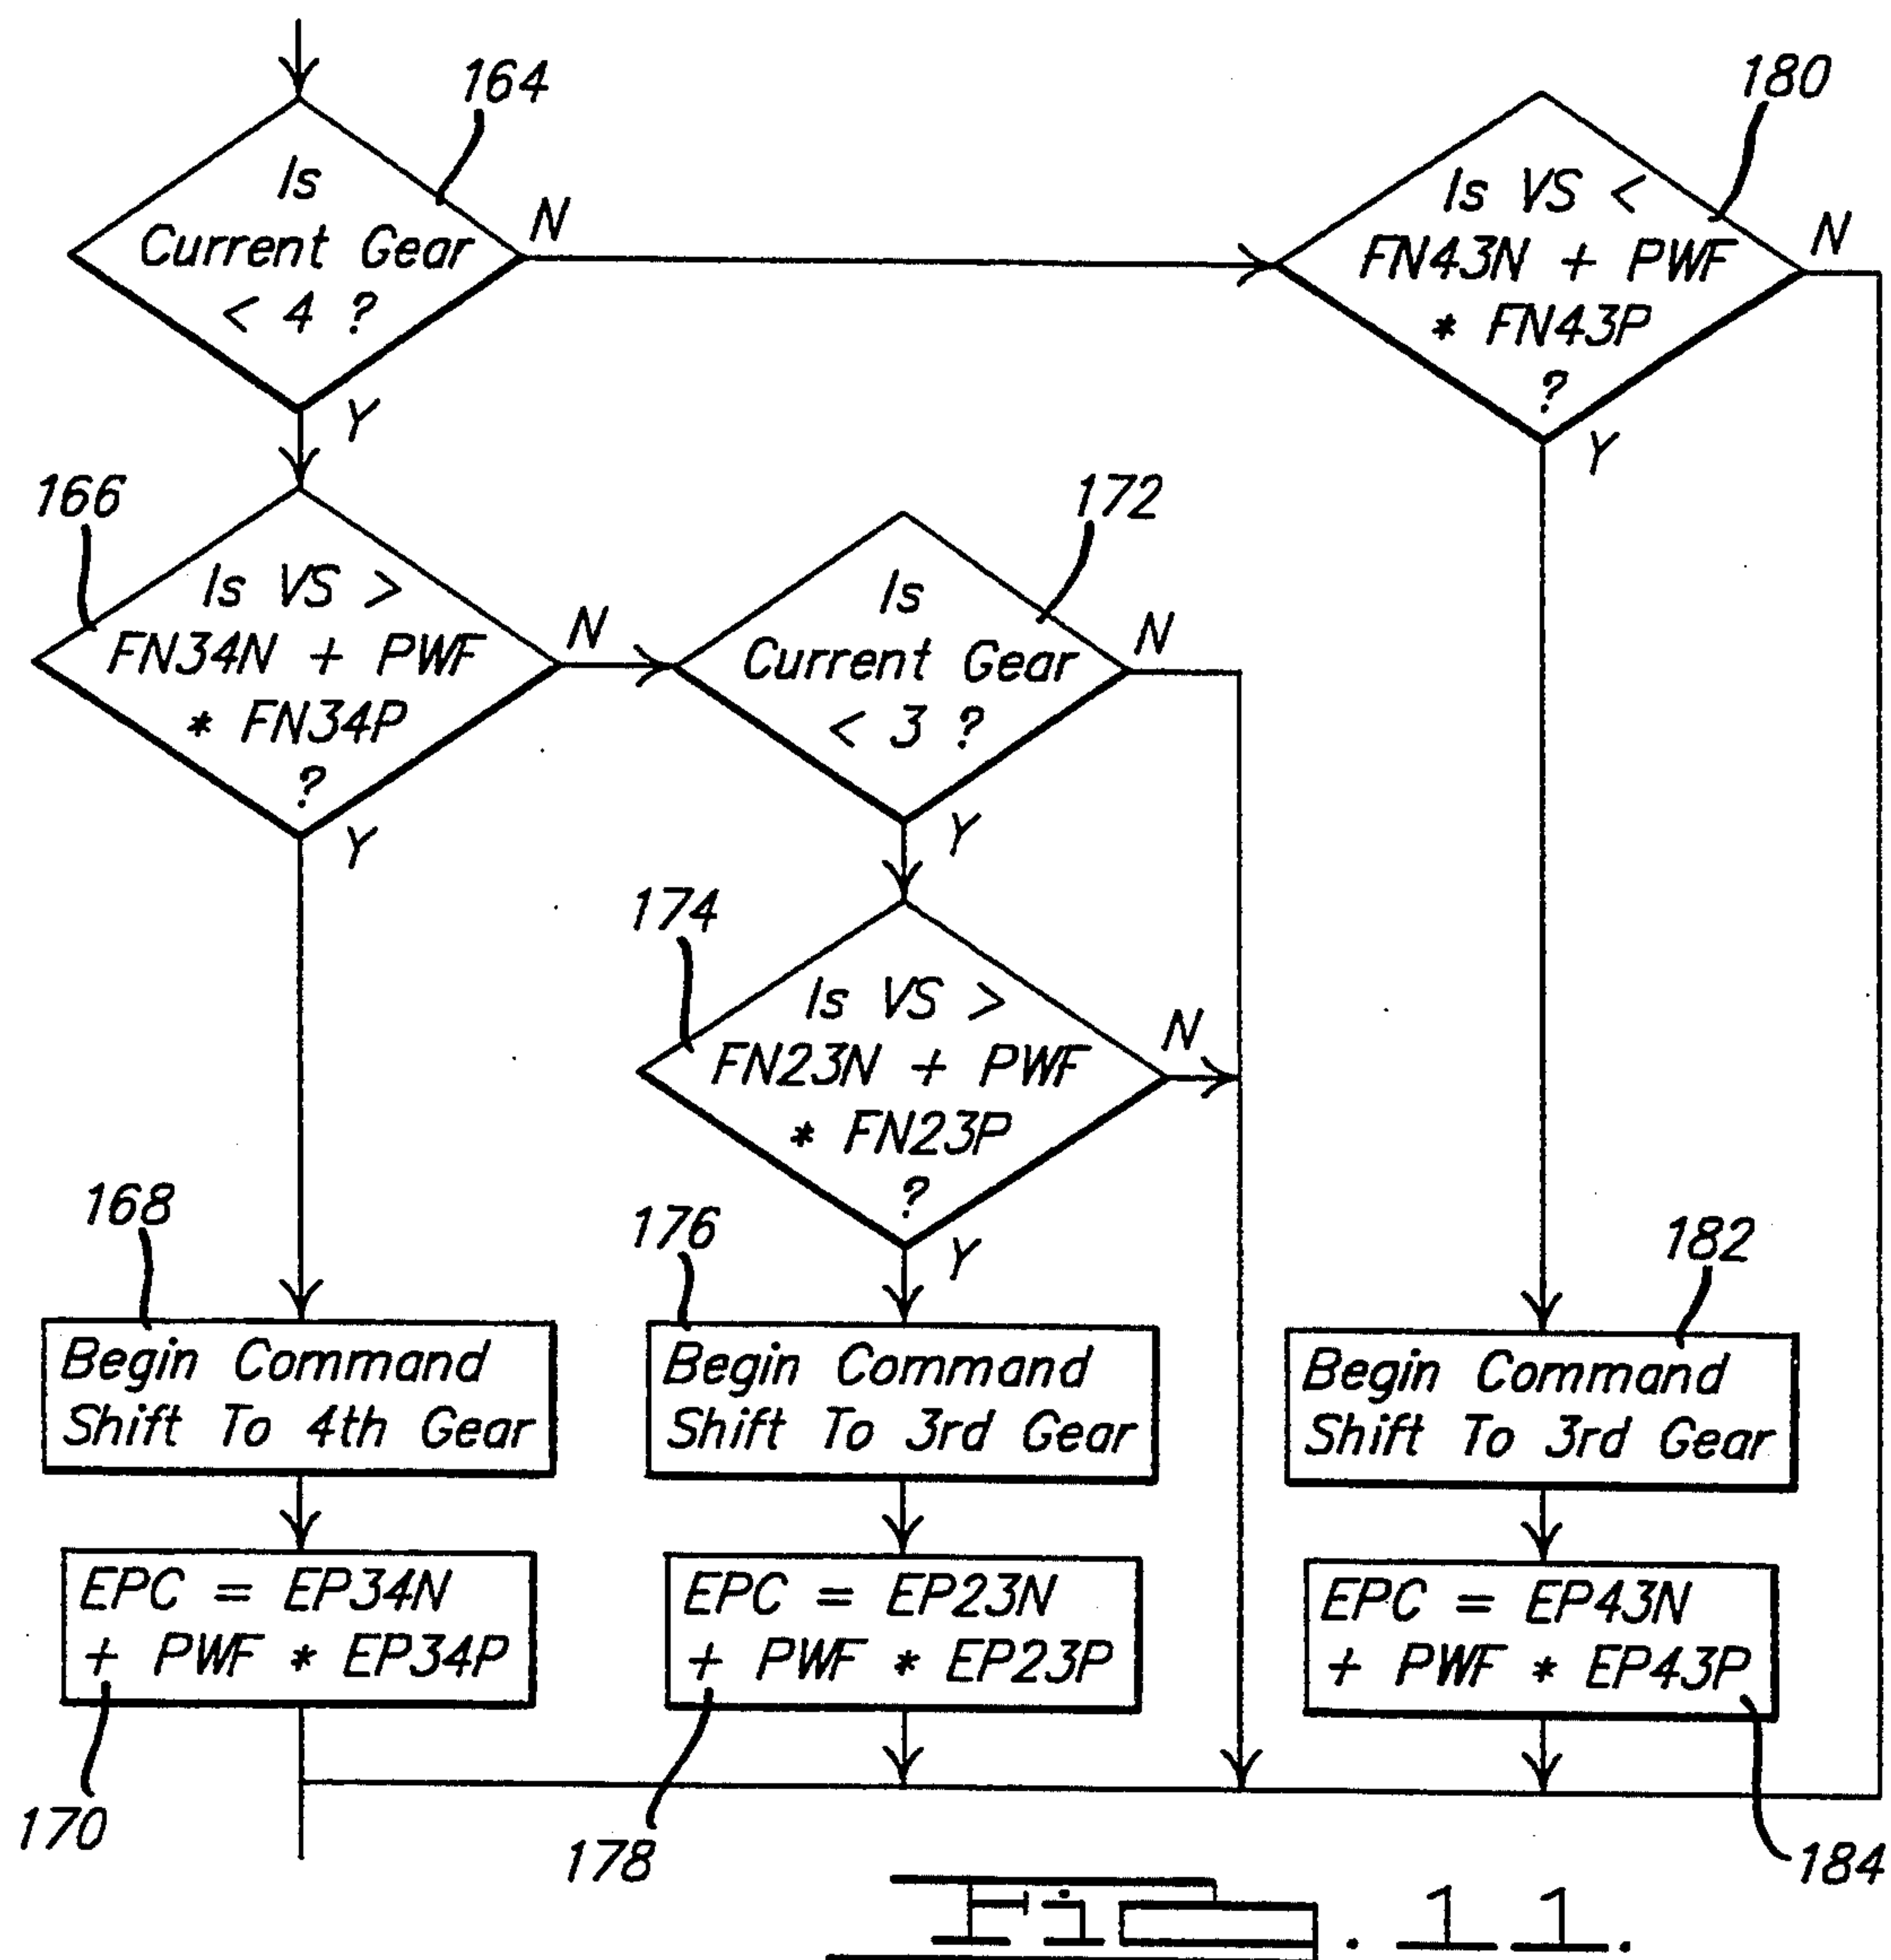 164
Is
Current Gear
< 4 ?
N
Y
180
Is VS <
FN43N + PWF
* FN43P
?
N
Y
166
Is VS >
FN34N + PWF
* FN34P
?
N
Y
172
Is
Current Gear
< 3 ?
N
Y
174
Is VS >
FN23N + PWF
* FN23P
?
N
Y
168
Begin Command
Shift To 4th Gear
176
Begin Command
Shift To 3rd Gear
182
Begin Command
Shift To 3rd Gear
EPC = EP34N
+ PWF * EP34P
170
EPC = EP23N
+ PWF * EP23P
178
EPC = EP43N
+ PWF * EP43P
184
Fig. 11.